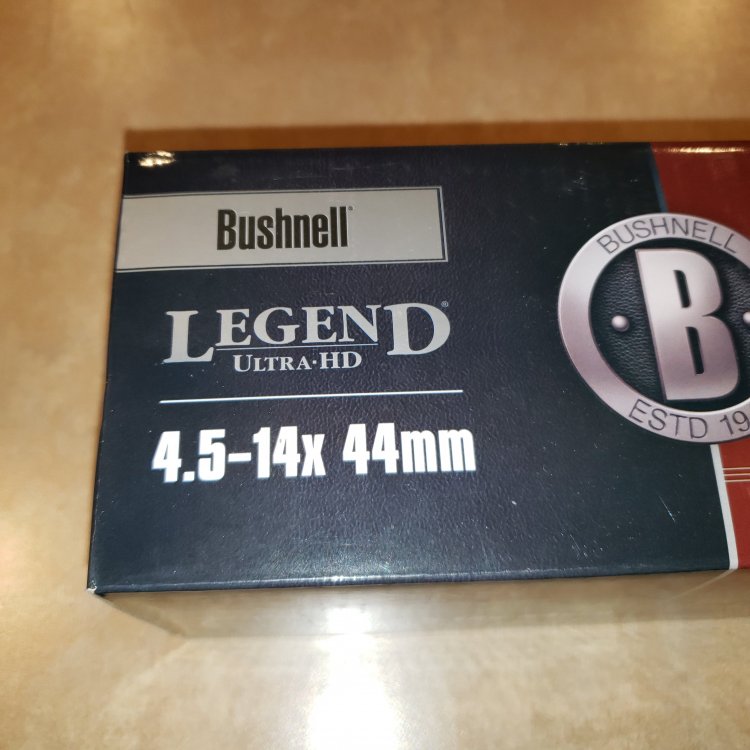 Bushnell®
LEGEND®
ULTRA·HD
4.5-14x 44mm
BUSHNELL
B
ESTD 19